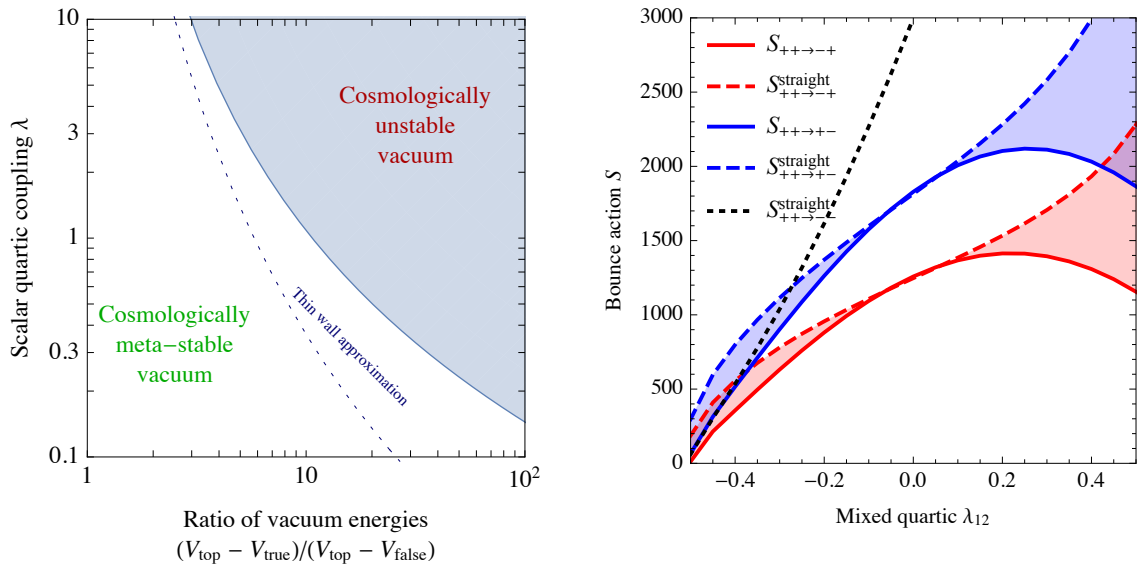 Scalar quartic coupling λ
10
3
1
0.3
0.1
Cosmologically
unstable
vacuum
Cosmologically
meta−stable
vacuum
Thin wall approximation
1
10
10²
Ratio of vacuum energies
(V_top − V_true)/(V_top − V_false)
Bounce action S
3000
2500
2000
1500
1000
500
0
S_{++→−+}
S^{straight}_{++→−+}
S_{++→+−}
S^{straight}_{++→+−}
S^{straight}_{++→−−}
−0.4
−0.2
0.0
0.2
0.4
Mixed quartic λ₁₂